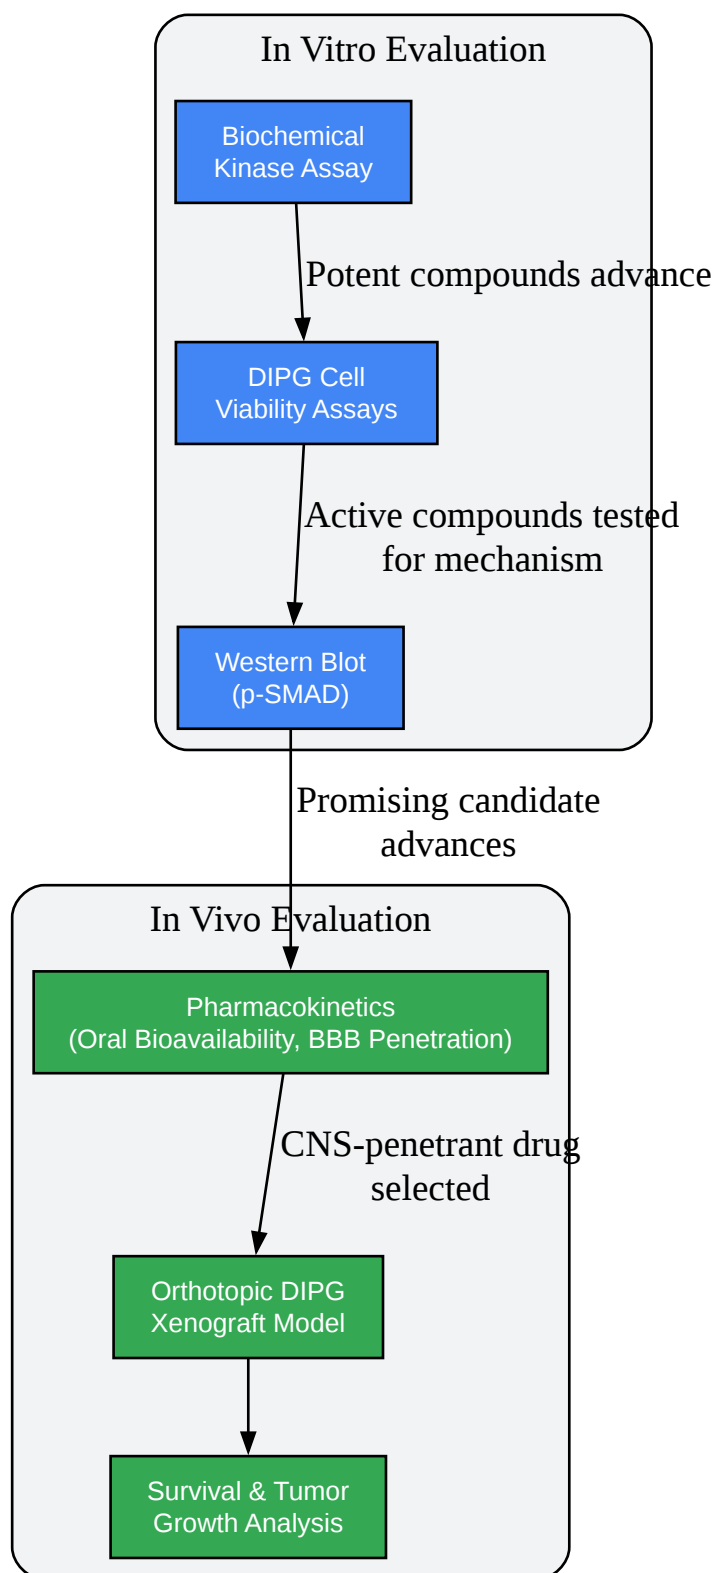 In Vitro Evaluation
Biochemical
Kinase Assay
Potent compounds advance
DIPG Cell
Viability Assays
Active compounds tested
for mechanism
Western Blot
(p-SMAD)
Promising candidate
advances
In Vivo Evaluation
Pharmacokinetics
(Oral Bioavailability, BBB Penetration)
CNS-penetrant drug
selected
Orthotopic DIPG
Xenograft Model
Survival & Tumor
Growth Analysis